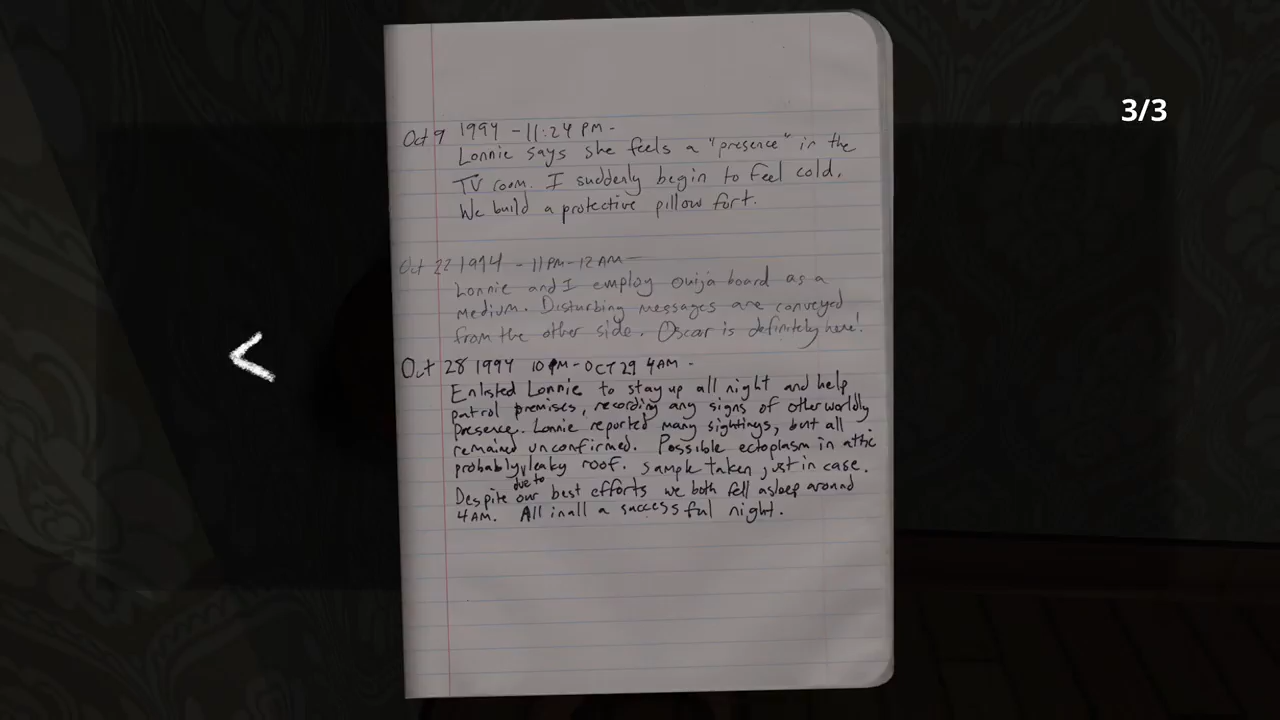 3/3
Oct 9 1994 - 11:24 PM -
Lonnie says she feels a "presence" in the
TV room. I suddenly begin to feel cold.
We build a protective pillow fort.
Oct 22 1994 - 11PM-12AM -
Lonnie and I employ ouija board as a
medium. Disturbing messages are conveyed
from the other side. Oscar is definitely here!
Oct 28 1994 10PM - OCT 29 4AM -
Enlisted Lonnie to stay up all night and help
patrol premises, recording any signs of otherworldly
presence. Lonnie reported many sightings, but all
remained unconfirmed. Possible ectoplasm in attic
probably due to leaky roof. Sample taken just in case.
Despite our best efforts we both fell asleep around
4AM. All in all a successful night.